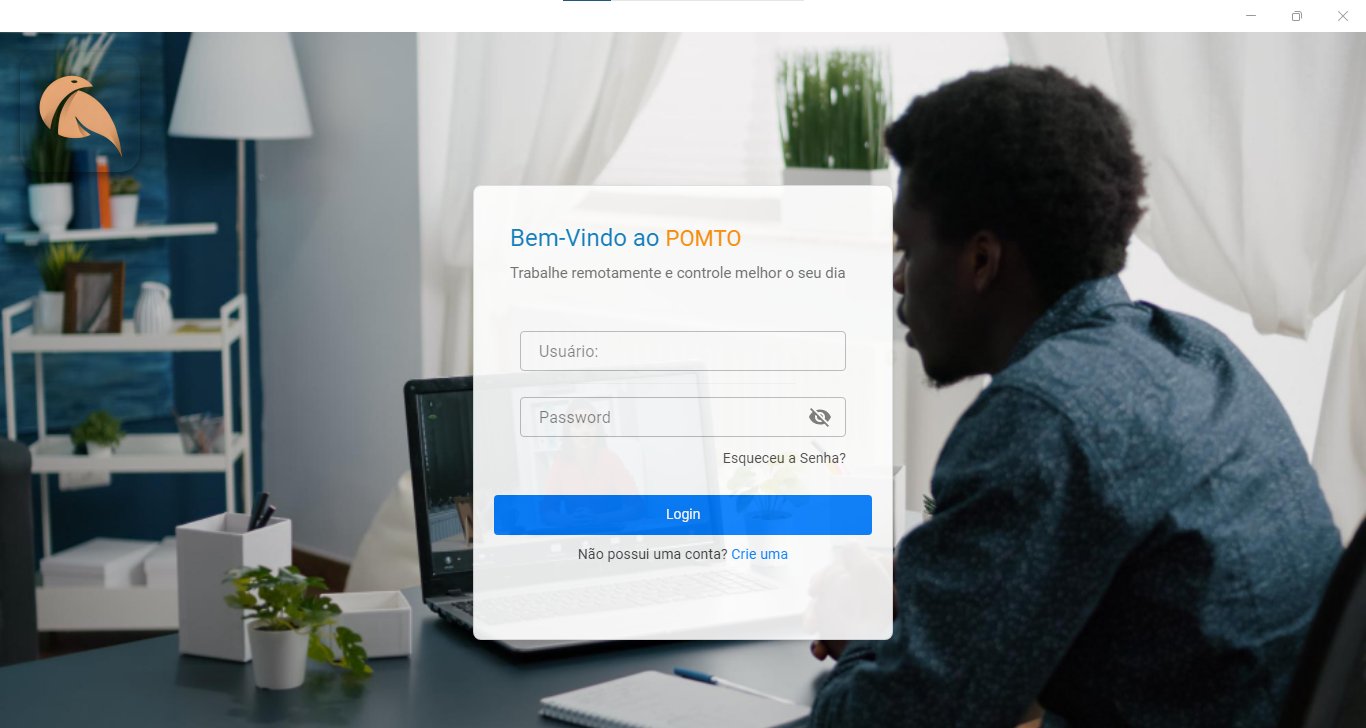 Bem-Vindo ao POMTO
Trabalhe remotamente e controle melhor o seu dia
Usuário:
Password
Esqueceu a Senha?
Login
Não possui uma conta? Crie uma